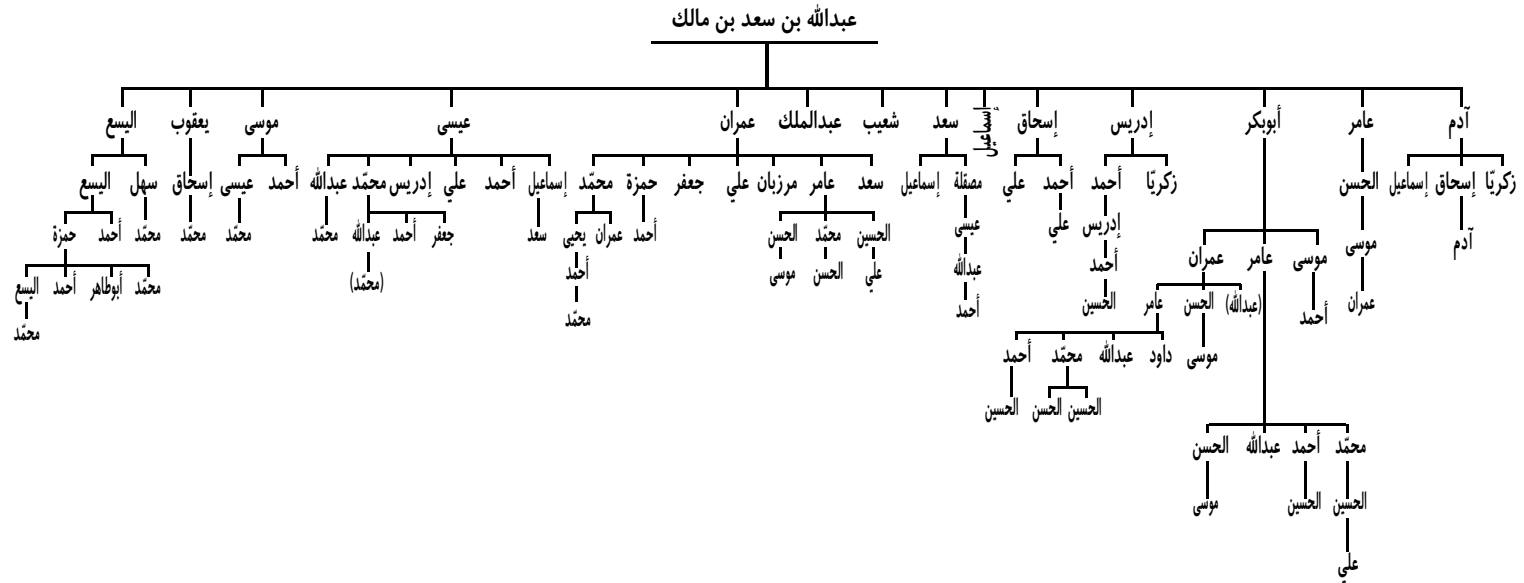 عبدالله بن سعد بن مالك
آدم عامر أبوبكر إدريس إسحاق إسماعيل سعد شعيب عبدالملك عمران عيسى موسى يعقوب اليسع
زكريّا إسحاق إسماعيل الحسن زكريّا أحمد أحمد علي مصقلة إسماعيل سعد عامر مرزبان علي جعفر حمزة محمّد إسماعيل أحمد علي إدريس محمّد عبدالله أحمد عيسى إسحاق سهل اليسع
آدم موسى موسى عامر عمران إدريس علي عيسى الحسين محمّد الحسن أحمد عمران يحيى سعد جعفر أحمد عبدالله محمّد محمّد محمّد محمّد أحمد حمزة
عمران أحمد (عبدالله) الحسن عامر أحمد عبدالله علي الحسن موسى أحمد (محمّد) محمّد أبوطاهر أحمد اليسع
الحسين أحمد محمّد محمّد
موسى داود عبدالله محمّد أحمد
الحسين الحسن الحسين
محمّد أحمد عبدالله الحسن
الحسين الحسين موسى
علي